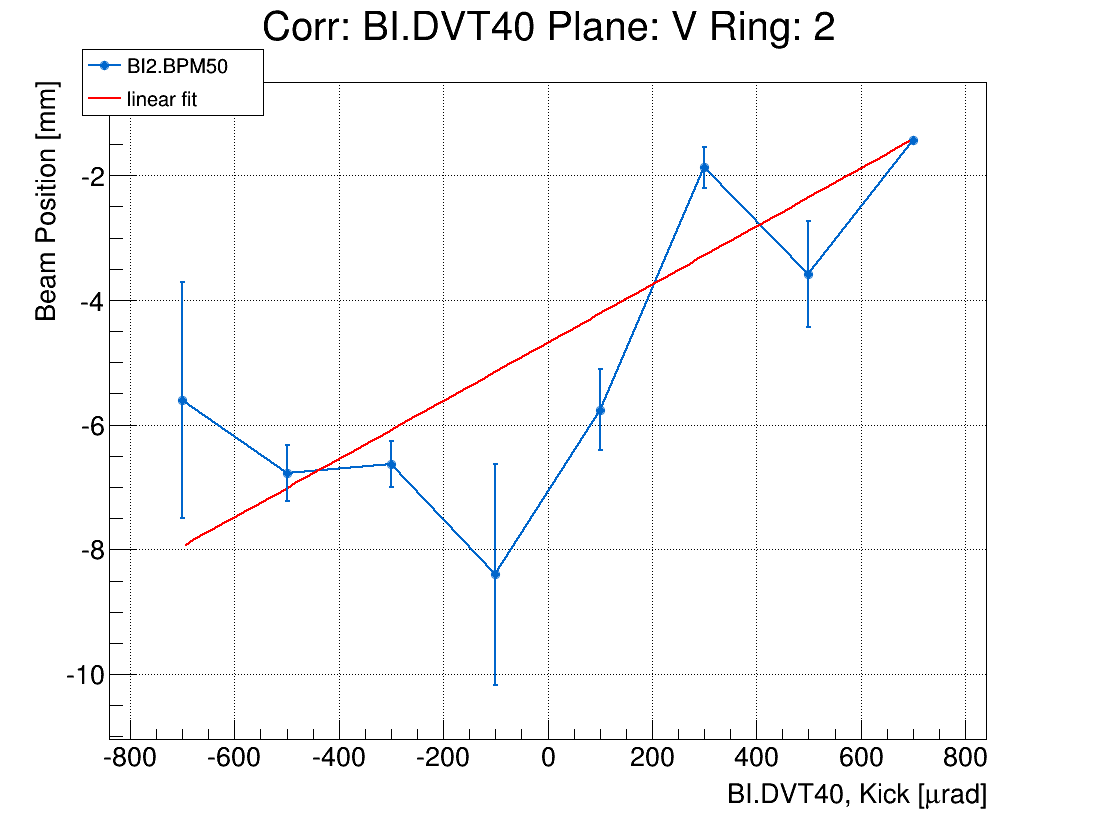 Corr: BI.DVT40 Plane: V Ring: 2
BI2.BPM50
linear fit
Beam Position [mm]
-2
-4
-6
-8
-10
-800 -600 -400 -200 0 200 400 600 800
BI.DVT40, Kick [μrad]